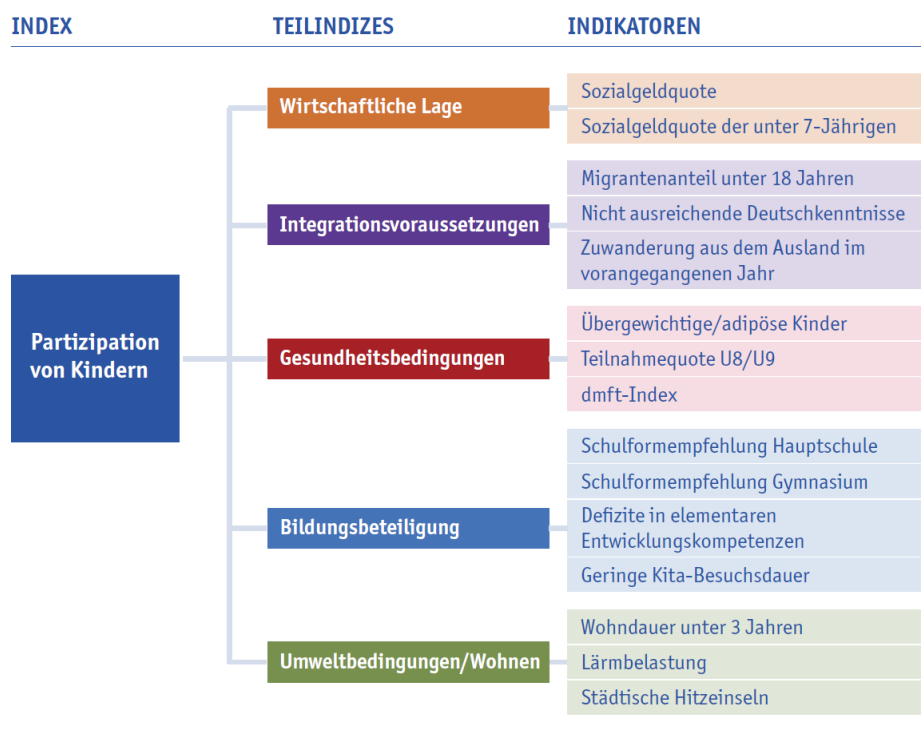 INDEX
TEILINDIZES
INDIKATOREN
Partizipation
von Kindern
Wirtschaftliche Lage
Sozialgeldquote
Sozialgeldquote der unter 7-Jährigen
Integrationsvoraussetzungen
Migrantenanteil unter 18 Jahren
Nicht ausreichende Deutschkenntnisse
Zuwanderung aus dem Ausland im
vorangegangenen Jahr
Gesundheitsbedingungen
Übergewichtige/adipöse Kinder
Teilnahmequote U8/U9
dmft-Index
Bildungsbeteiligung
Schulformempfehlung Hauptschule
Schulformempfehlung Gymnasium
Defizite in elementaren
Entwicklungskompetenzen
Geringe Kita-Besuchsdauer
Umweltbedingungen/Wohnen
Wohndauer unter 3 Jahren
Lärmbelastung
Städtische Hitzeinseln